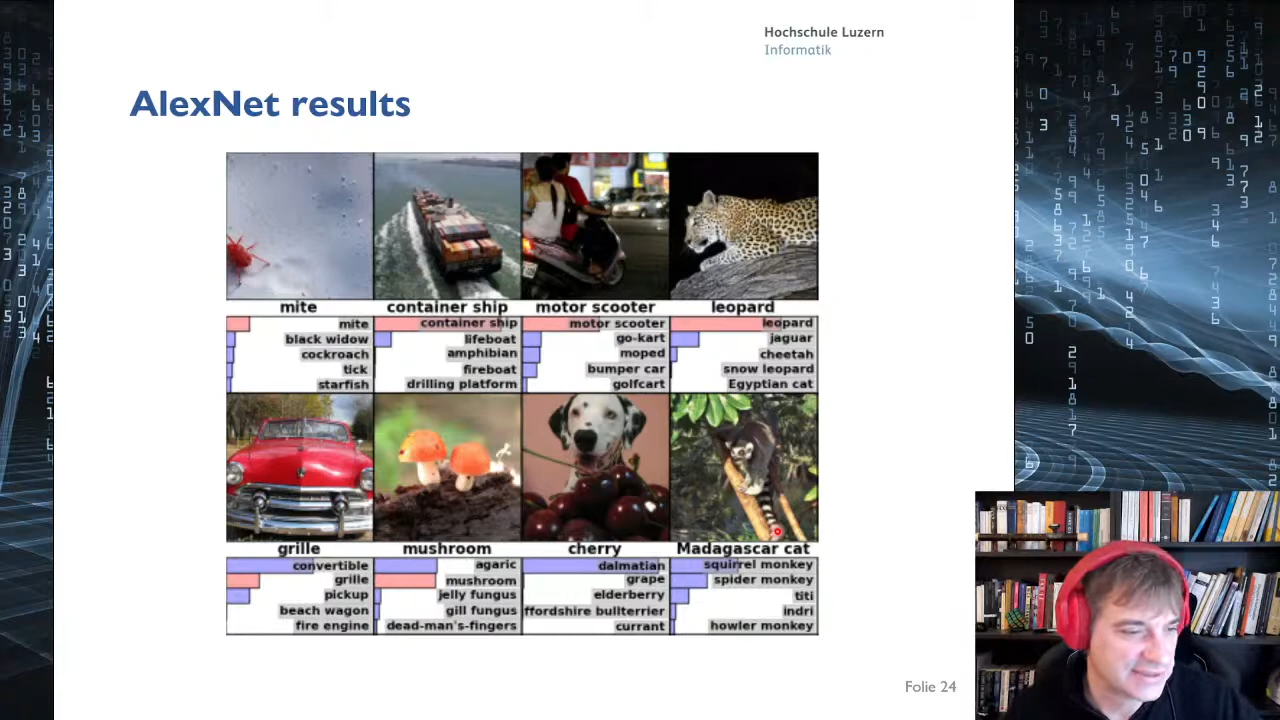 Hochschule Luzern
Informatik
AlexNet results
mite container ship motor scooter leopard
mite container ship motor scooter leopard
black widow lifeboat go-kart jaguar
cockroach amphibian moped cheetah
tick fireboat bumper car snow leopard
starfish drilling platform golfcart Egyptian cat
grille mushroom cherry Madagascar cat
convertible agaric dalmatian squirrel monkey
grille mushroom grape spider monkey
pickup jelly fungus elderberry titi
beach wagon gill fungus ffordshire bullterrier indri
fire engine dead-man's-fingers currant howler monkey
Folie 24